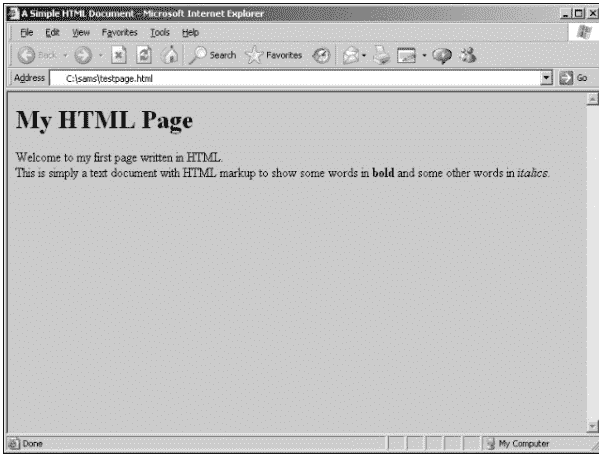 A Simple HTML Document - Microsoft Internet Explorer
File Edit View Favorites Tools Help
Back Search Favorites
Address C:\sams\testpage.html Go
My HTML Page
Welcome to my first page written in HTML.
This is simply a text document with HTML markup to show some words in bold and some other words in italics.
Done My Computer